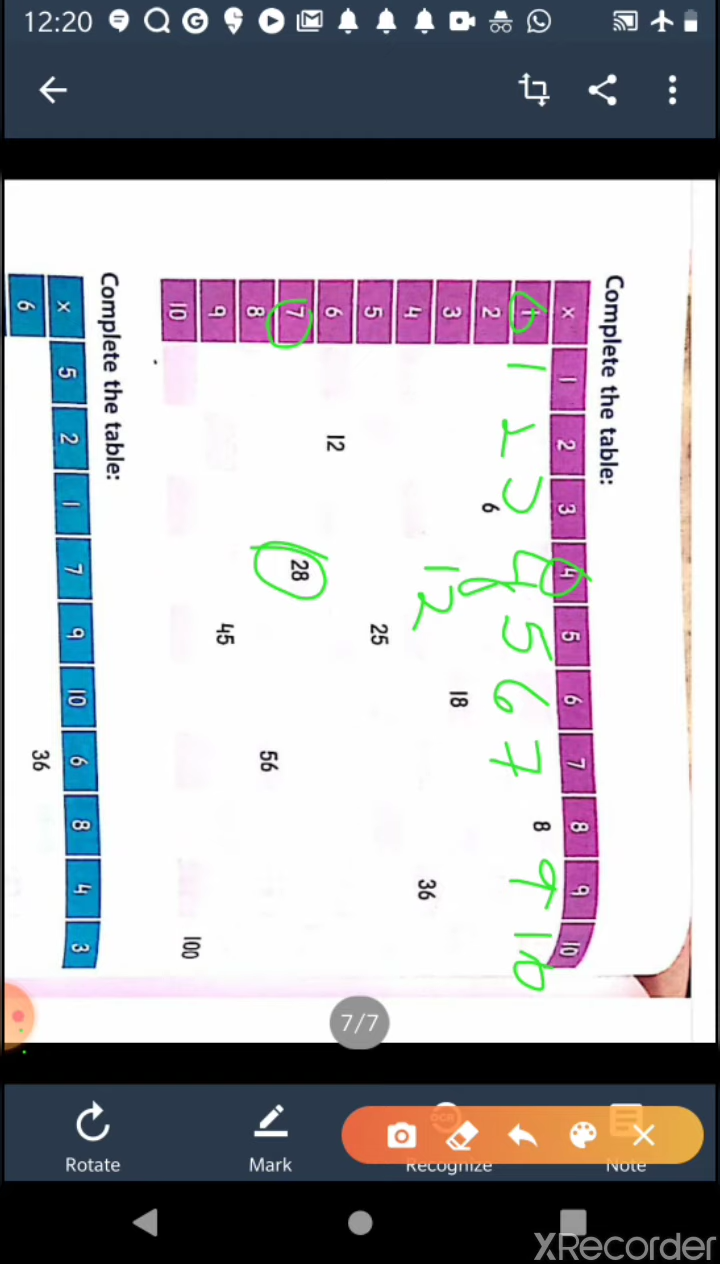 12:20
Complete the table:
× 1 2 3 4 5 6 7 8 9 10
1 1 2 3 4 5 6 7 8 9 10
2 6 8
3 12 18
4 36
5 25
6 12
7 28
8 56
9 45
10 100
Complete the table:
× 5 2 1 7 9 10 6 8 4 3
6 36
7/7
Rotate
Mark
Recognize
Note
XRecorder